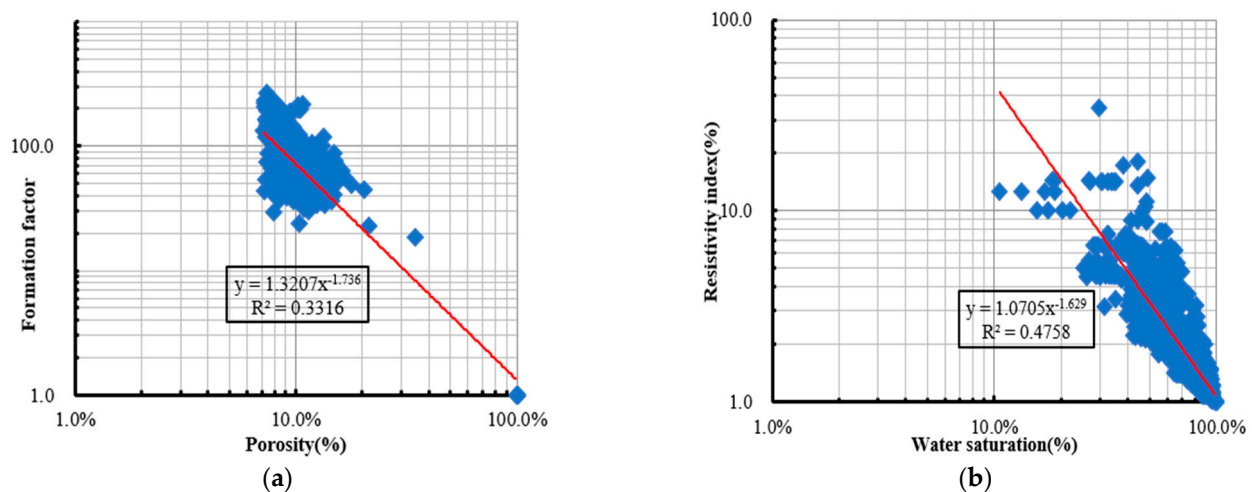 100.0
1.0
Formation factor
y = 1.3207x^-1.736
R² = 0.3316
1.0% 10.0% 100.0%
Porosity(%)
(a)
100.0
10.0
1.0
Resistivity index(%)
y = 1.0705x^-1.629
R² = 0.4758
1.0% 10.0% 100.0%
Water saturation(%)
(b)